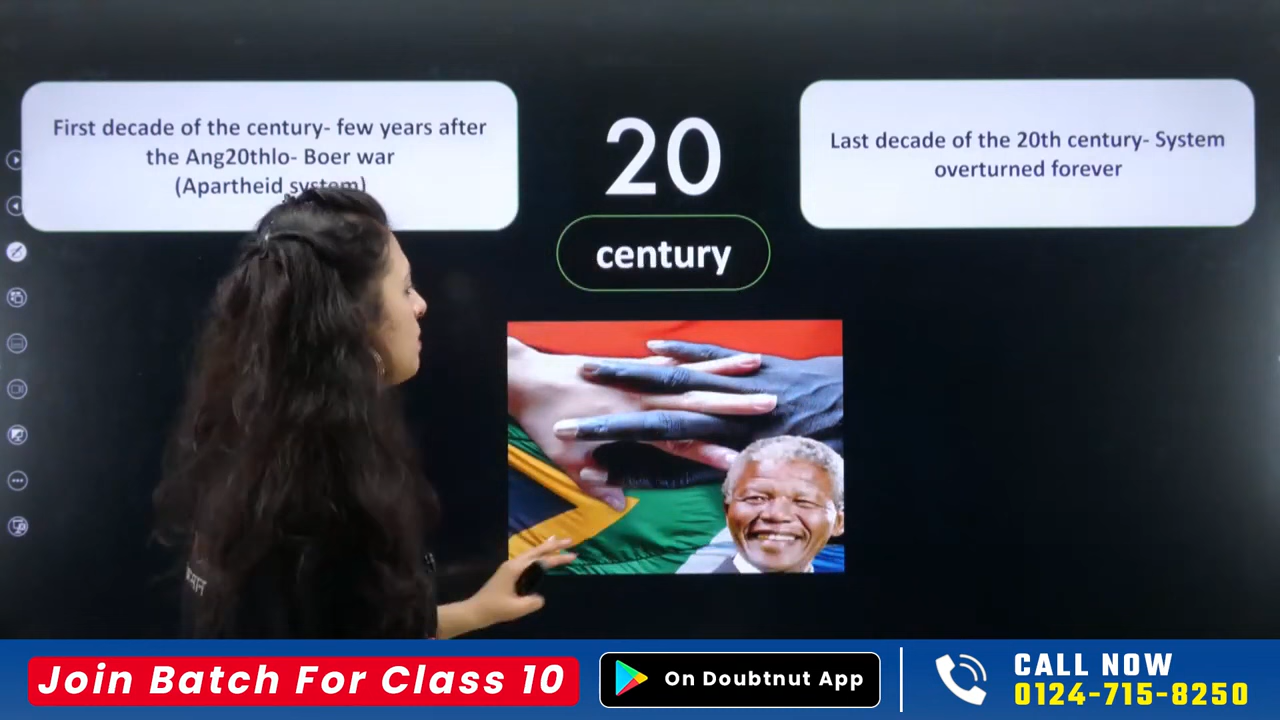 First decade of the century- few years after
the Ang20thlo- Boer war
(Apartheid system)
20
century
Last decade of the 20th century- System
overturned forever
मान
Join Batch For Class 10
On Doubtnut App
CALL NOW
0124-715-8250